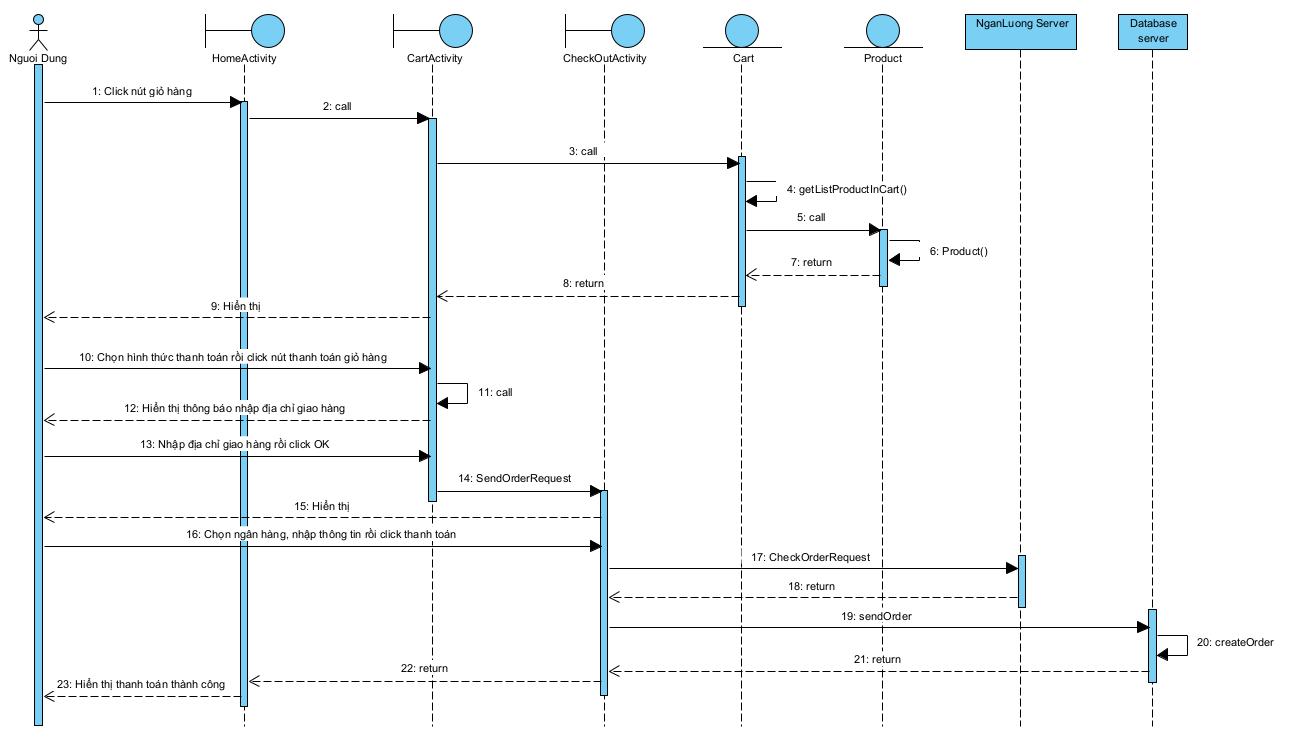 NganLuong Server
Database
server
Nguoi Dung
HomeActivity
CartActivity
CheckOutActivity
Cart
Product
1: Click nút giỏ hàng
2: call
3: call
4: getListProductInCart()
5: call
6: Product()
7: return
8: return
9: Hiển thị
10: Chọn hình thức thanh toán rồi click nút thanh toán giỏ hàng
11: call
12: Hiển thị thông báo nhập địa chỉ giao hàng
13: Nhập địa chỉ giao hàng rồi click OK
14: SendOrderRequest
15: Hiển thị
16: Chọn ngân hàng, nhập thông tin rồi click thanh toán
17: CheckOrderRequest
18: return
19: sendOrder
20: createOrder
21: return
22: return
23: Hiển thị thanh toán thành công